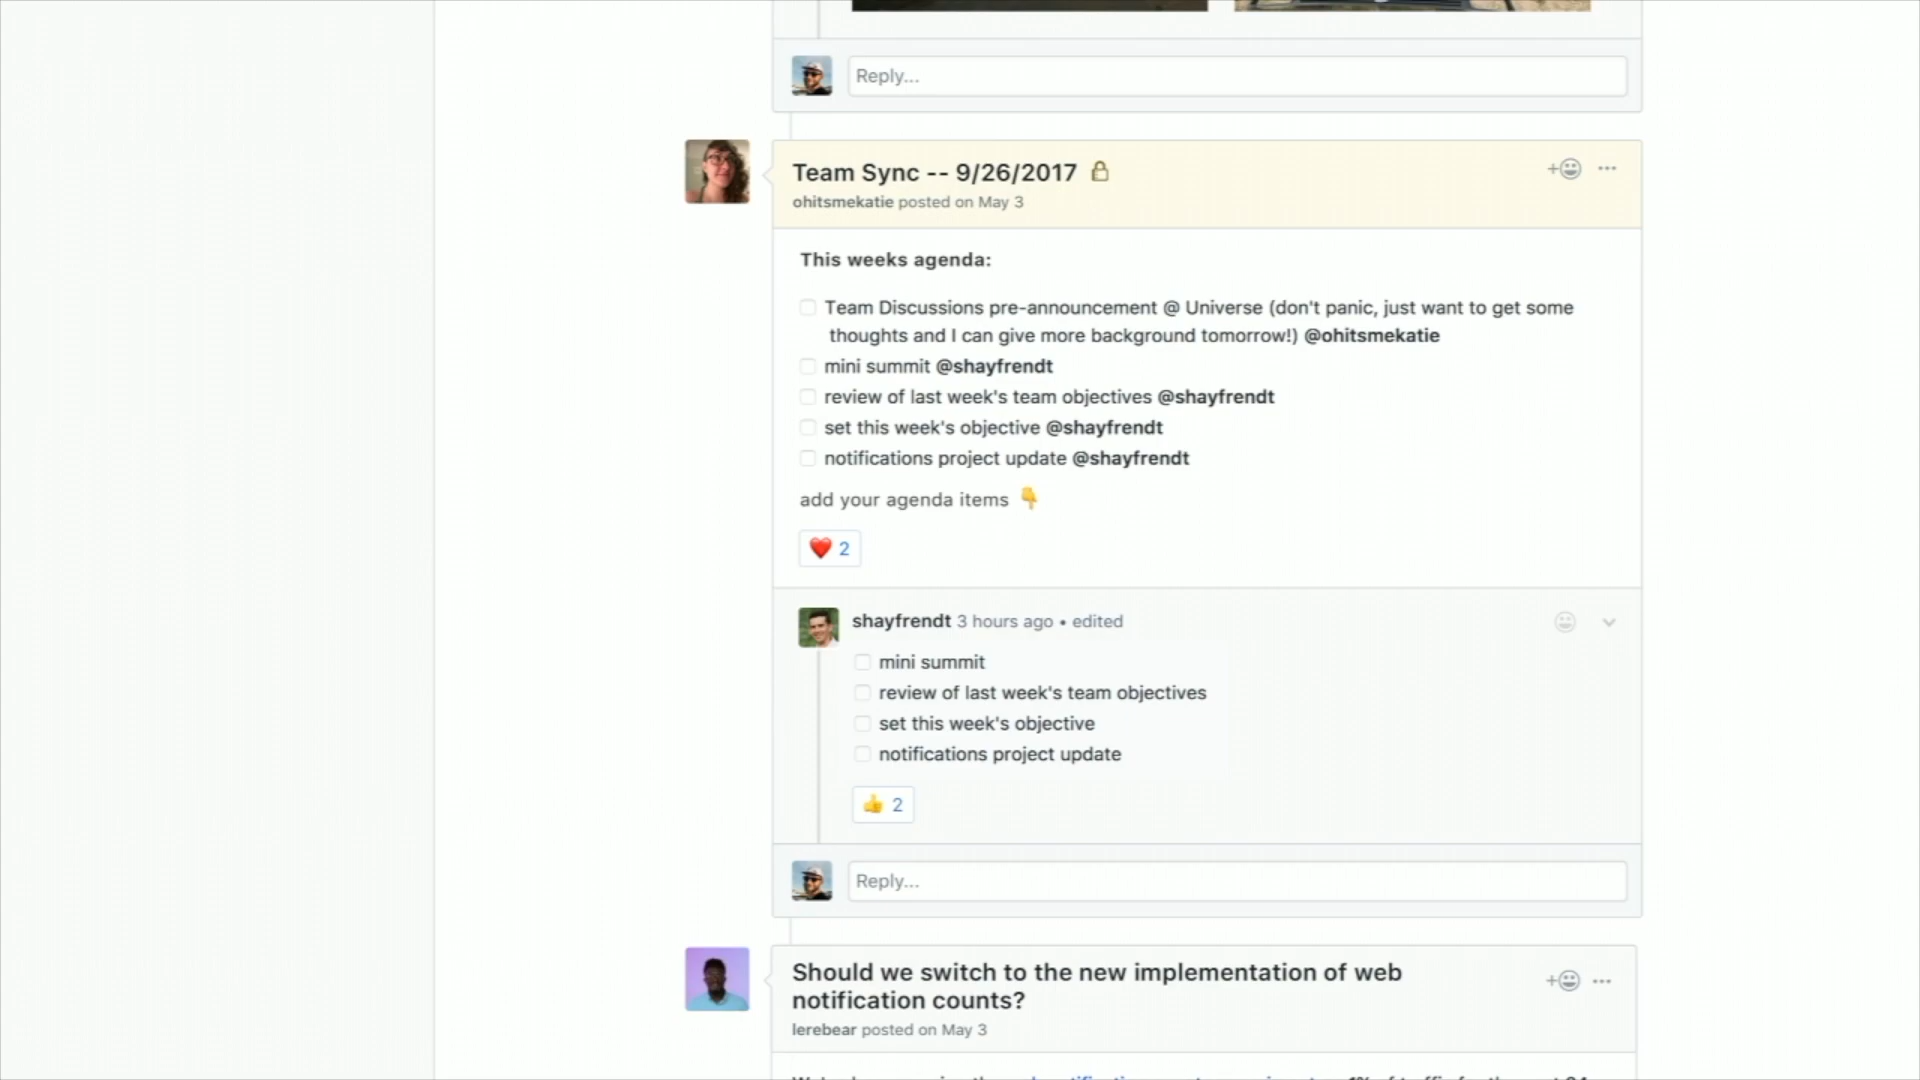 Reply...
Team Sync -- 9/26/2017
ohitsmekatie posted on May 3
This weeks agenda:
Team Discussions pre-announcement @ Universe (don't panic, just want to get some
thoughts and I can give more background tomorrow!) @ohitsmekatie
mini summit @shayfrendt
review of last week's team objectives @shayfrendt
set this week's objective @shayfrendt
notifications project update @shayfrendt
add your agenda items 👇
❤️ 2
shayfrendt 3 hours ago • edited
mini summit
review of last week's team objectives
set this week's objective
notifications project update
👍 2
Reply...
Should we switch to the new implementation of web
notification counts?
lerebear posted on May 3